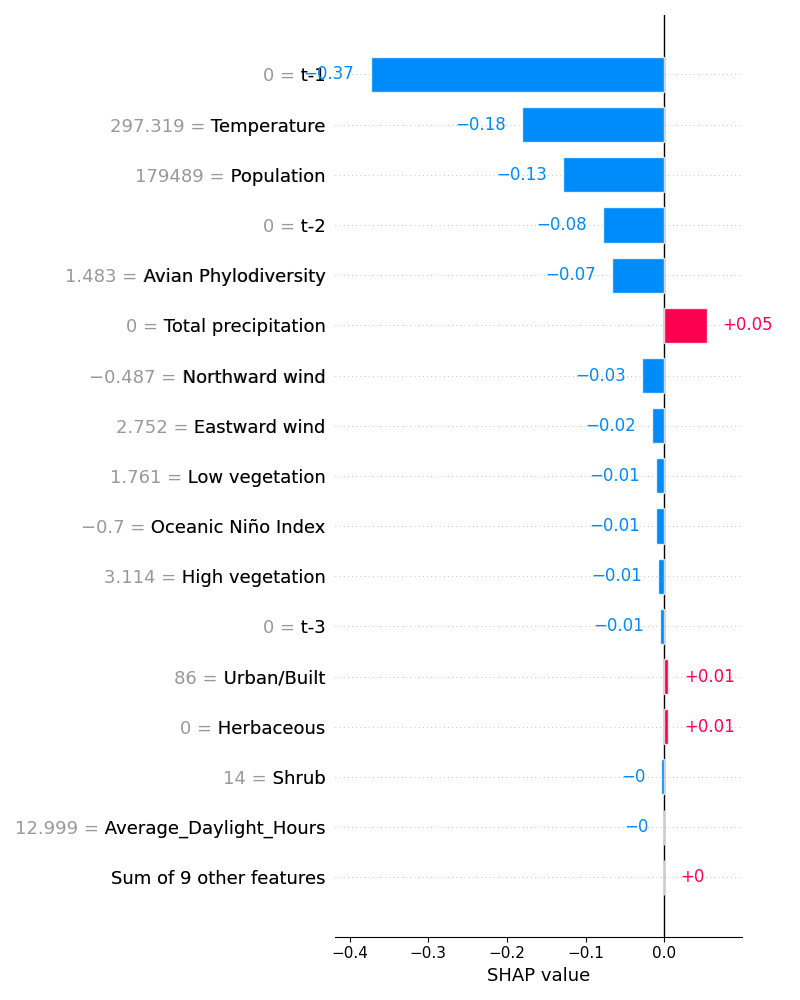 0 = t-1 −0.37
297.319 = Temperature −0.18
179489 = Population −0.13
0 = t-2 −0.08
1.483 = Avian Phylodiversity −0.07
0 = Total precipitation +0.05
−0.487 = Northward wind −0.03
2.752 = Eastward wind −0.02
1.761 = Low vegetation −0.01
−0.7 = Oceanic Niño Index −0.01
3.114 = High vegetation −0.01
0 = t-3 −0.01
86 = Urban/Built +0.01
0 = Herbaceous +0.01
14 = Shrub −0
12.999 = Average_Daylight_Hours −0
Sum of 9 other features +0
−0.4 −0.3 −0.2 −0.1 0.0
SHAP value